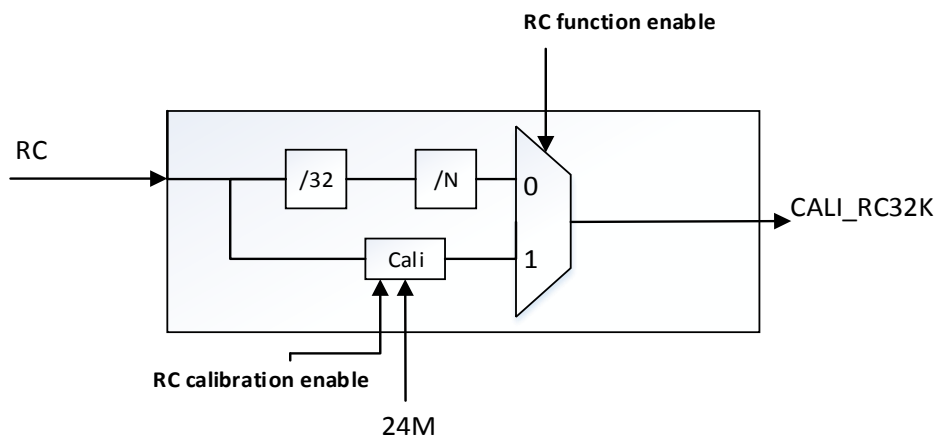 RC function enable
RC
/32
/N
0
CALI_RC32K
Cali
1
RC calibration enable
24M